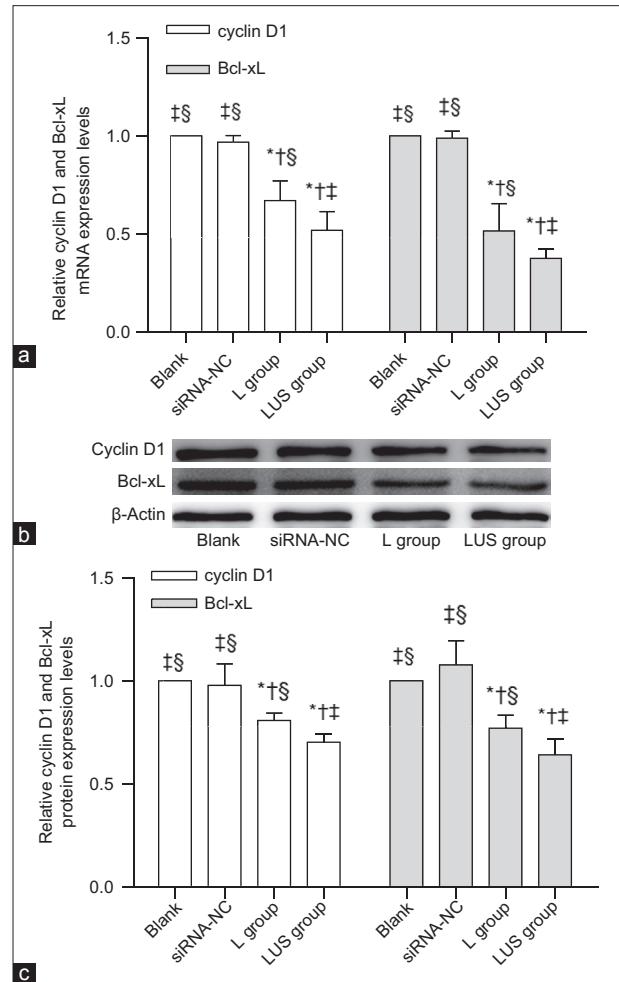 1.5
cyclin D1
Bcl-xL
‡§ ‡§ ‡§ ‡§
1.0
*†§
*†§
*†‡ *†‡
0.5
0.0
Relative cyclin D1 and Bcl-xL
mRNA expression levels
a
Blank siRNA-NC L group LUS group Blank siRNA-NC L group LUS group
Cyclin D1
Bcl-xL
β-Actin
b
Blank siRNA-NC L group LUS group
1.5
cyclin D1
Bcl-xL
‡§ ‡§ ‡§ ‡§
1.0
*†§ *†§
*†‡ *†‡
0.5
0.0
Relative cyclin D1 and Bcl-xL
protein expression levels
Blank siRNA-NC L group LUS group Blank siRNA-NC L group LUS group
c